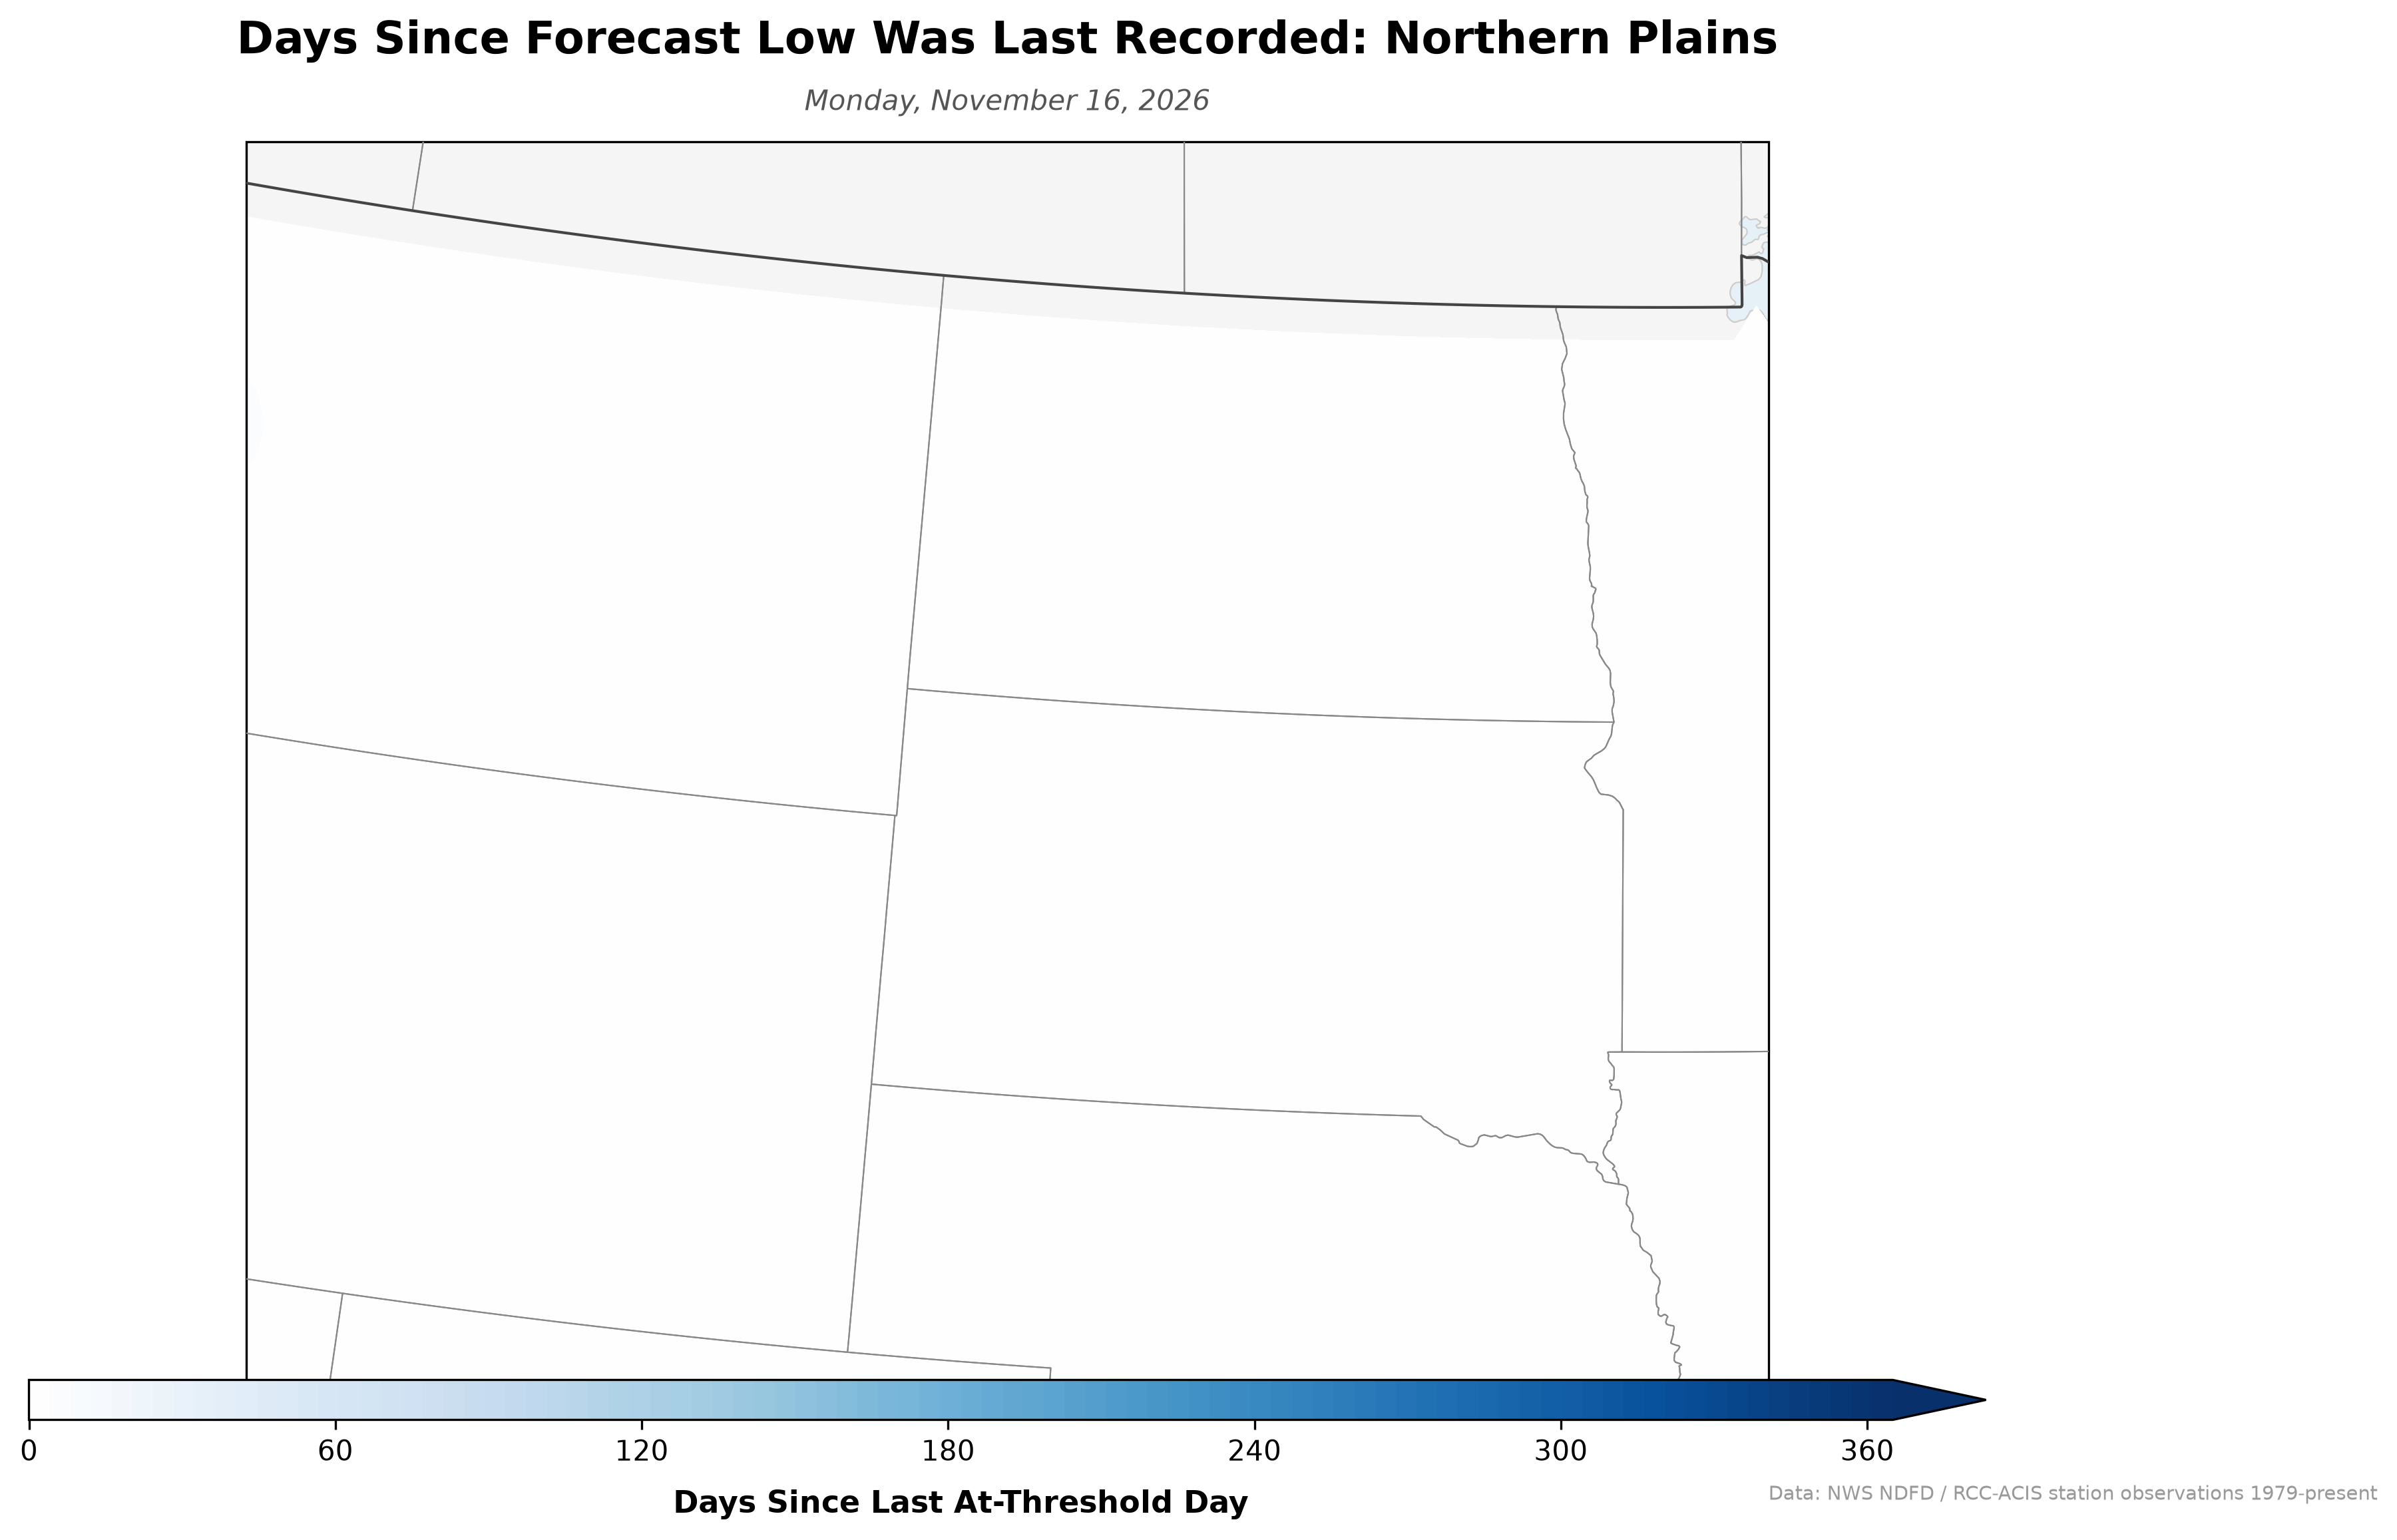 Days Since Forecast Low Was Last Recorded: Northern Plains
Monday, November 16, 2026
0 60 120 180 240 300 360
Days Since Last At-Threshold Day
Data: NWS NDFD / RCC-ACIS station observations 1979-present